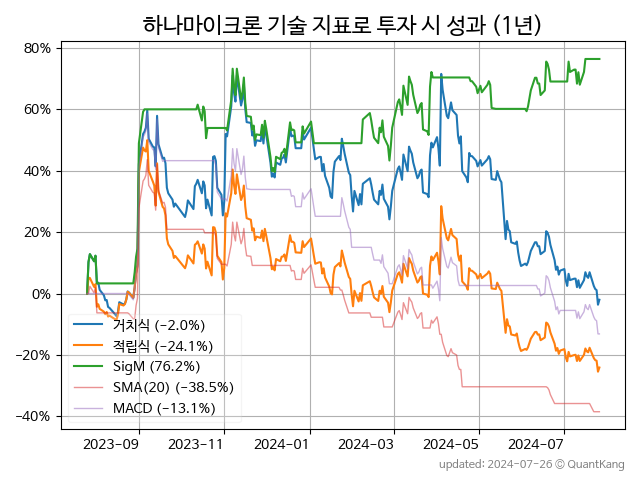 하나마이크론 기술 지표로 투자 시 성과 (1년)
80%
60%
40%
20%
0%
−20%
−40%
거치식 (−2.0%)
적립식 (−24.1%)
SigM (76.2%)
SMA(20) (−38.5%)
MACD (−13.1%)
2023-09
2023-11
2024-01
2024-03
2024-05
2024-07
updated: 2024-07-26 © QuantKang